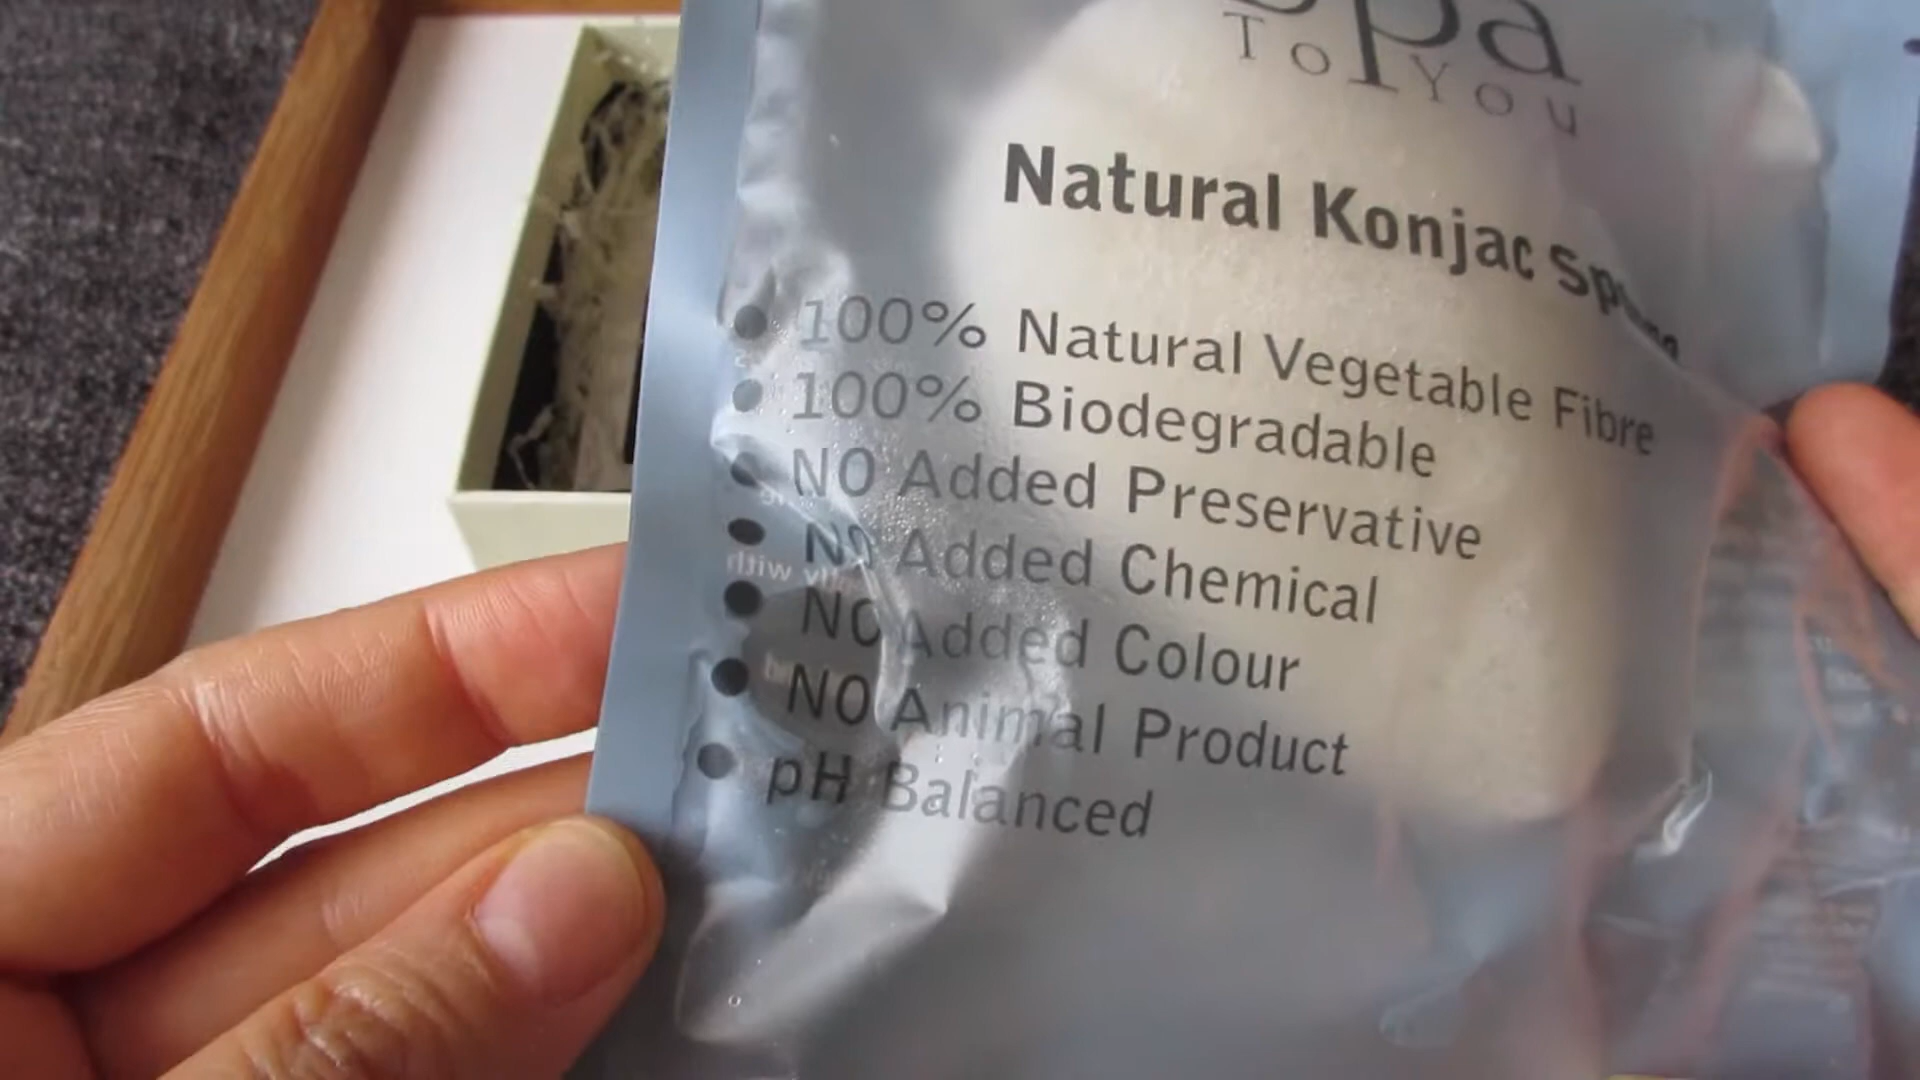 Spa
To You
Natural Konjac Sponge
● 100% Natural Vegetable Fibre
● 100% Biodegradable
● NO Added Preservative
● NO Added Chemical
● NO Added Colour
● NO Animal Product
● pH Balanced